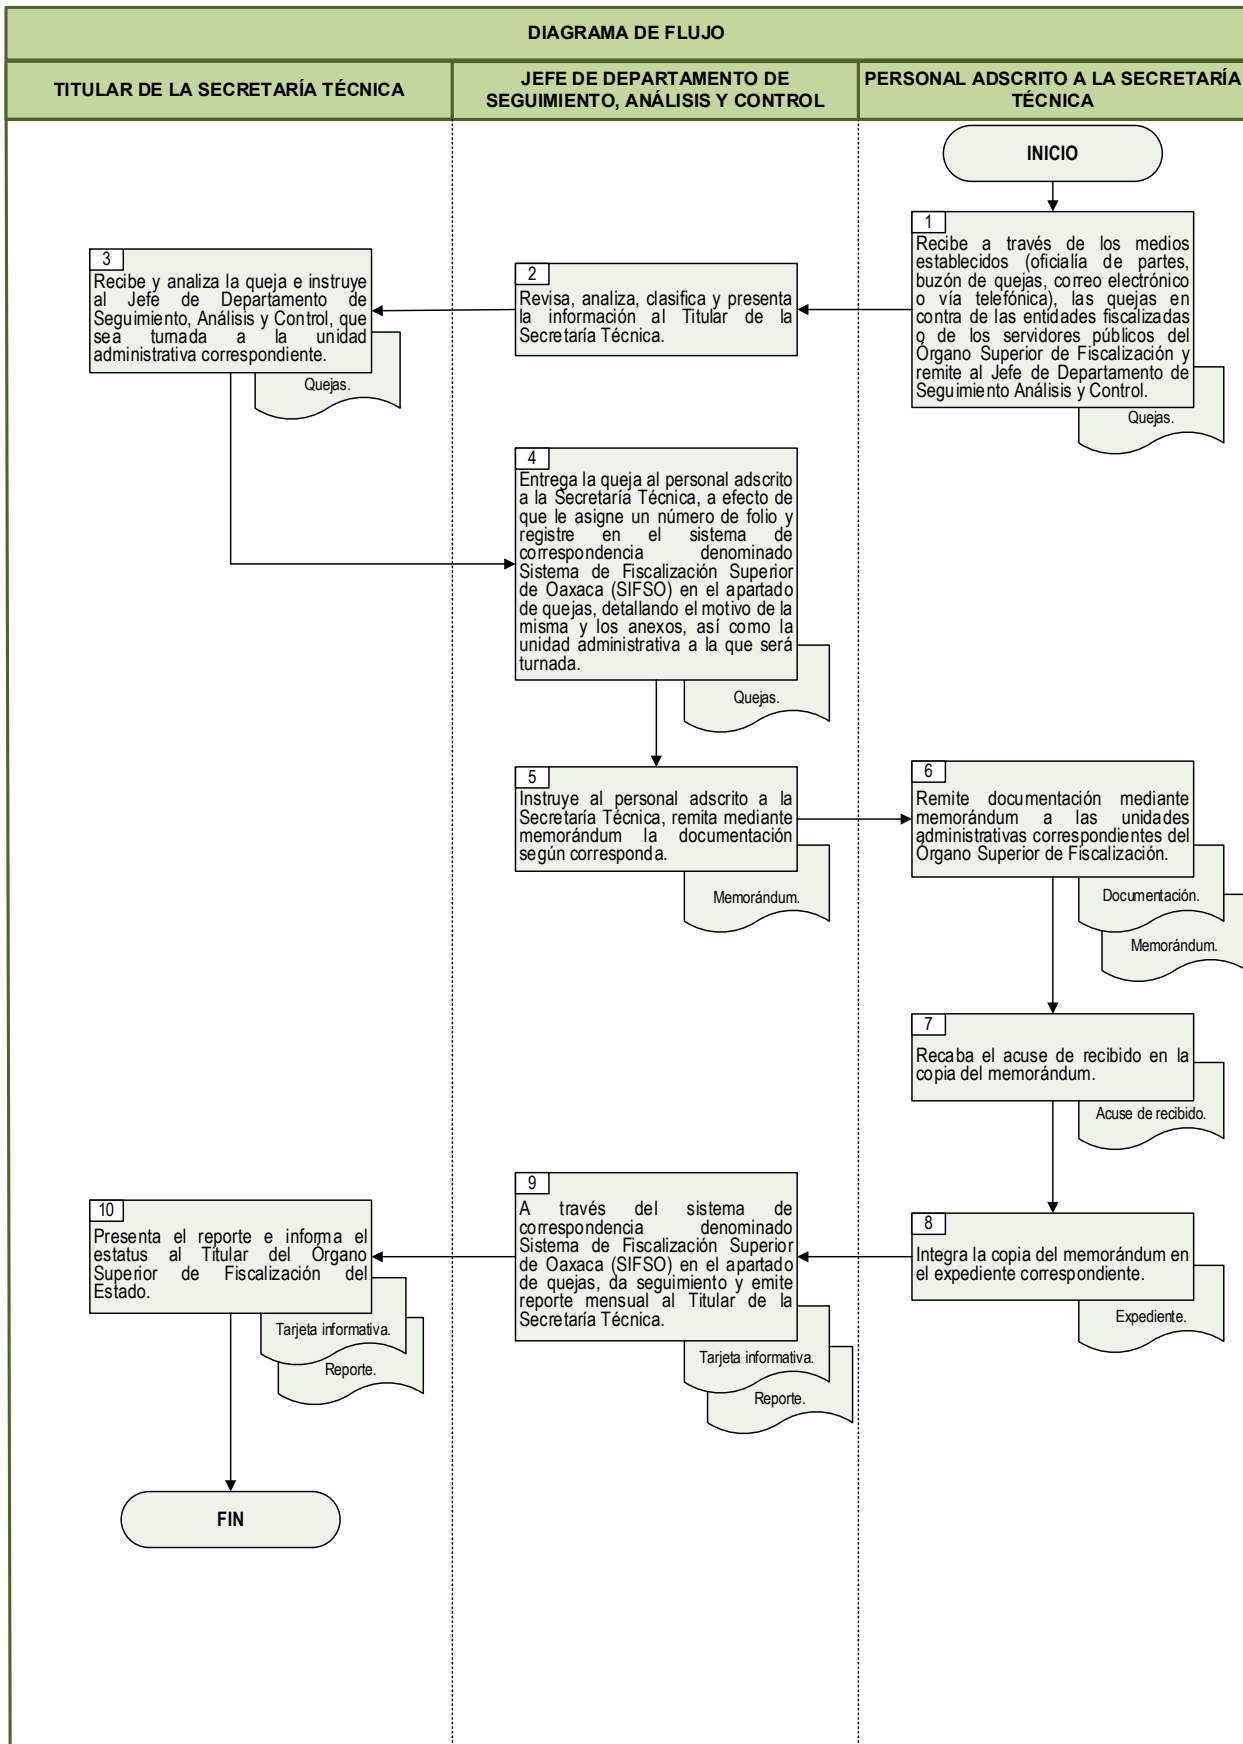 DIAGRAMA DE FLUJO
TITULAR DE LA SECRETARÍA TÉCNICA
JEFE DE DEPARTAMENTO DE
SEGUIMIENTO, ANÁLISIS Y CONTROL
PERSONAL ADSCRITO A LA SECRETARÍA
TÉCNICA
INICIO
1
Recibe a través de los medios
establecidos (oficialía de partes,
buzón de quejas, correo electrónico
o vía telefónica), las quejas en
contra de las entidades fiscalizadas
o de los servidores públicos del
Órgano Superior de Fiscalización y
remite al Jefe de Departamento de
Seguimiento Análisis y Control.
Quejas.
2
Revisa, analiza, clasifica y presenta
la información al Titular de la
Secretaría Técnica.
3
Recibe y analiza la queja e instruye
al Jefe de Departamento de
Seguimiento, Análisis y Control, que
sea turnada a la unidad
administrativa correspondiente.
Quejas.
4
Entrega la queja al personal adscrito
a la Secretaría Técnica, a efecto de
que le asigne un número de folio y
registre en el sistema de
correspondencia denominado
Sistema de Fiscalización Superior
de Oaxaca (SIFSO) en el apartado
de quejas, detallando el motivo de la
misma y los anexos, así como la
unidad administrativa a la que será
turnada.
Quejas.
5
Instruye al personal adscrito a la
Secretaría Técnica, remita mediante
memorándum la documentación
según corresponda.
Memorándum.
6
Remite documentación mediante
memorándum a las unidades
administrativas correspondientes del
Órgano Superior de Fiscalización.
Documentación.
Memorándum.
7
Recaba el acuse de recibido en la
copia del memorándum.
Acuse de recibido.
8
Integra la copia del memorándum en
el expediente correspondiente.
Expediente.
9
A través del sistema de
correspondencia denominado
Sistema de Fiscalización Superior
de Oaxaca (SIFSO) en el apartado
de quejas, da seguimiento y emite
reporte mensual al Titular de la
Secretaría Técnica.
Tarjeta informativa.
Reporte.
10
Presenta el reporte e informa el
estatus al Titular del Órgano
Superior de Fiscalización del
Estado.
Tarjeta informativa.
Reporte.
FIN